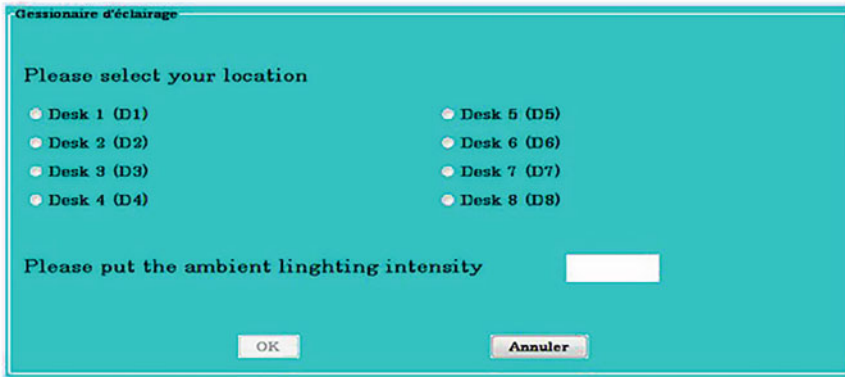 Gessionaire d'éclairage
Please select your location
Desk 1 (D1)
Desk 2 (D2)
Desk 3 (D3)
Desk 4 (D4)
Desk 5 (D5)
Desk 6 (D6)
Desk 7 (D7)
Desk 8 (D8)
Please put the ambient linghting intensity
OK
Annuler